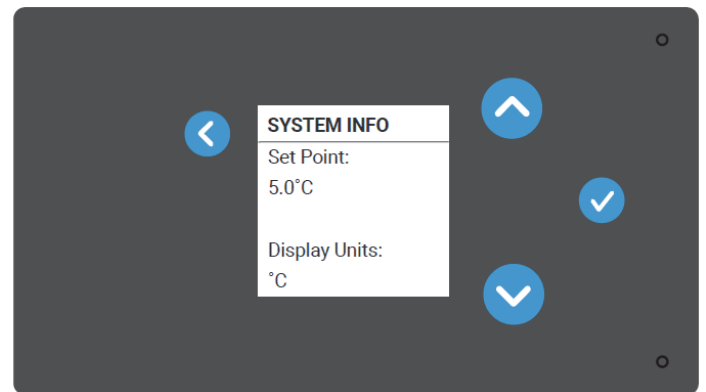 SYSTEM INFO
Set Point:
5.0˚C
Display Units:
˚C